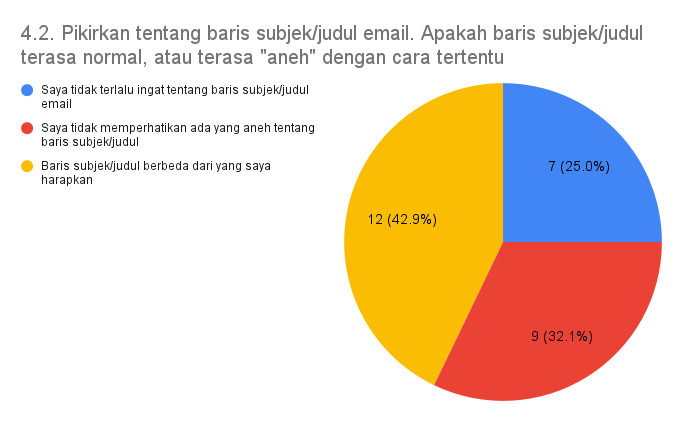 4.2. Pikirkan tentang baris subjek/judul email. Apakah baris subjek/judul
terasa normal, atau terasa "aneh" dengan cara tertentu
Saya tidak terlalu ingat tentang baris subjek/judul
email
Saya tidak memperhatikan ada yang aneh tentang
baris subjek/judul
Baris subjek/judul berbeda dari yang saya
harapkan
7 (25.0%)
12 (42.9%)
9 (32.1%)